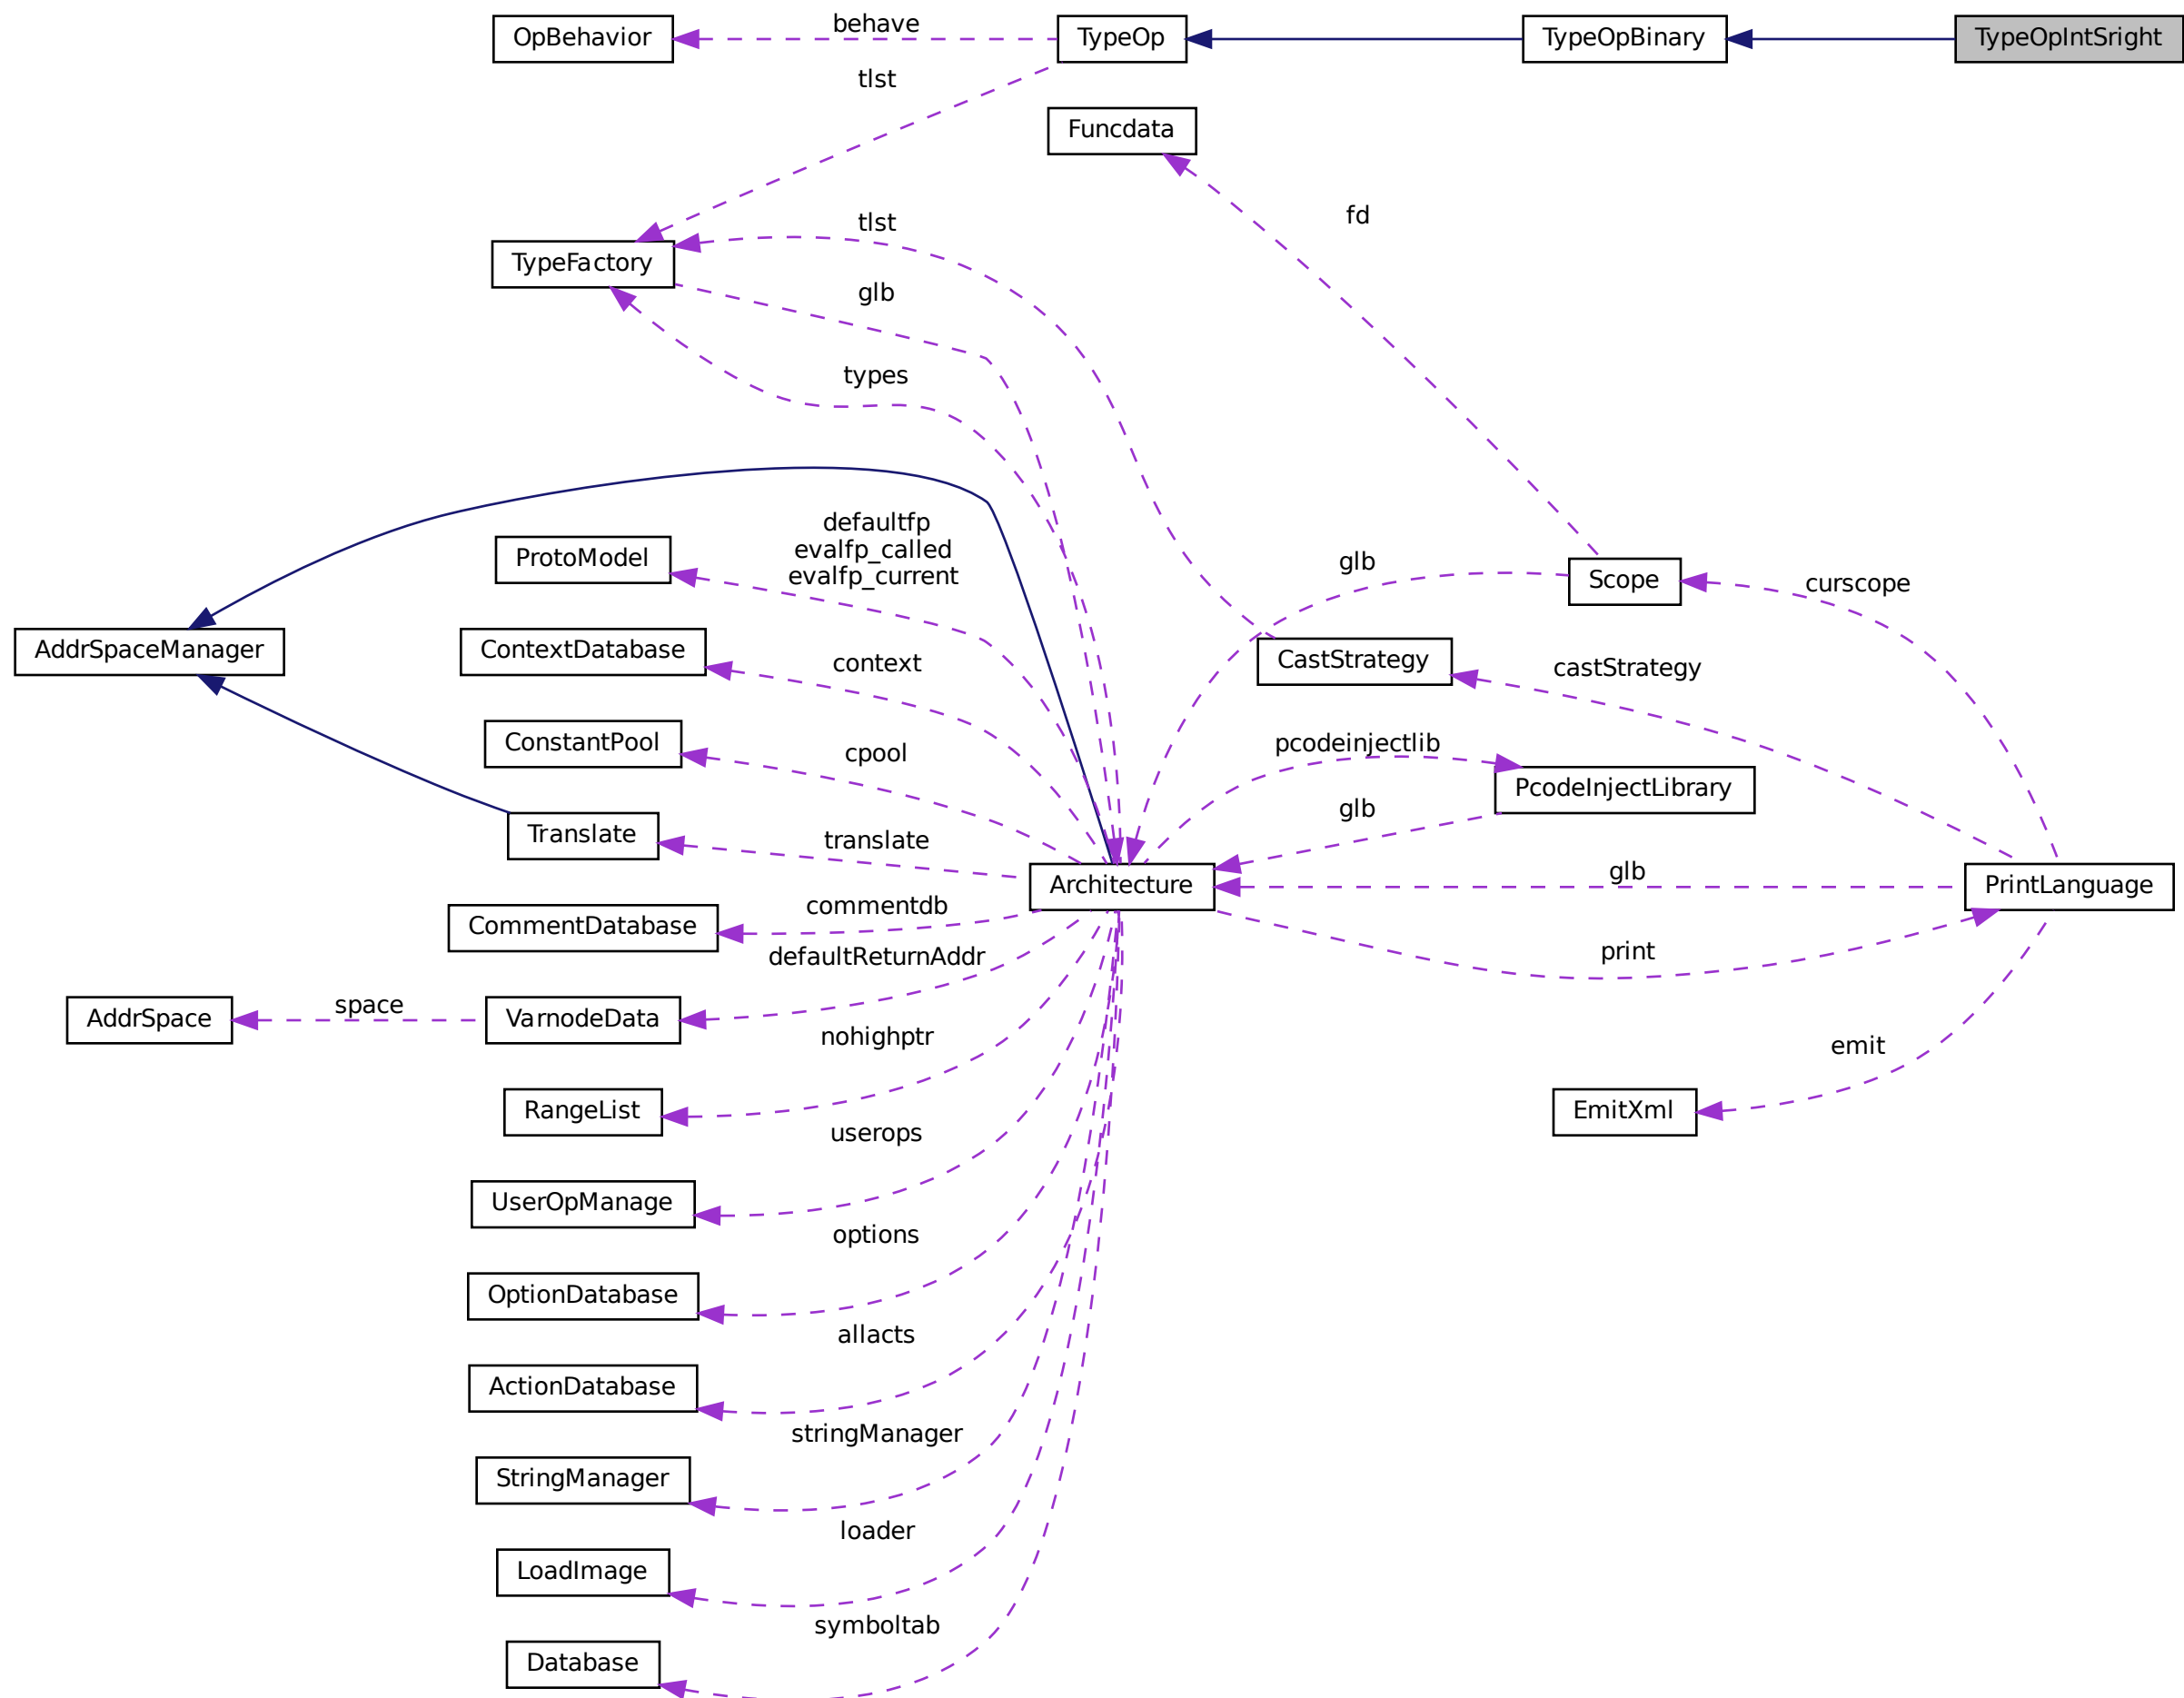 OpBehavior
behave
TypeOp
TypeOpBinary
TypeOpIntSright
tlst
Funcdata
fd
tlst
TypeFactory
glb
types
defaultfp
evalfp_called
evalfp_current
ProtoModel
glb
Scope
curscope
AddrSpaceManager
ContextDatabase
context
CastStrategy
castStrategy
ConstantPool
cpool
pcodeinjectlib
PcodeInjectLibrary
Translate
translate
glb
Architecture
glb
PrintLanguage
CommentDatabase
commentdb
defaultReturnAddr
print
AddrSpace
space
VarnodeData
nohighptr
emit
RangeList
EmitXml
userops
UserOpManage
options
OptionDatabase
allacts
ActionDatabase
stringManager
StringManager
loader
LoadImage
symboltab
Database